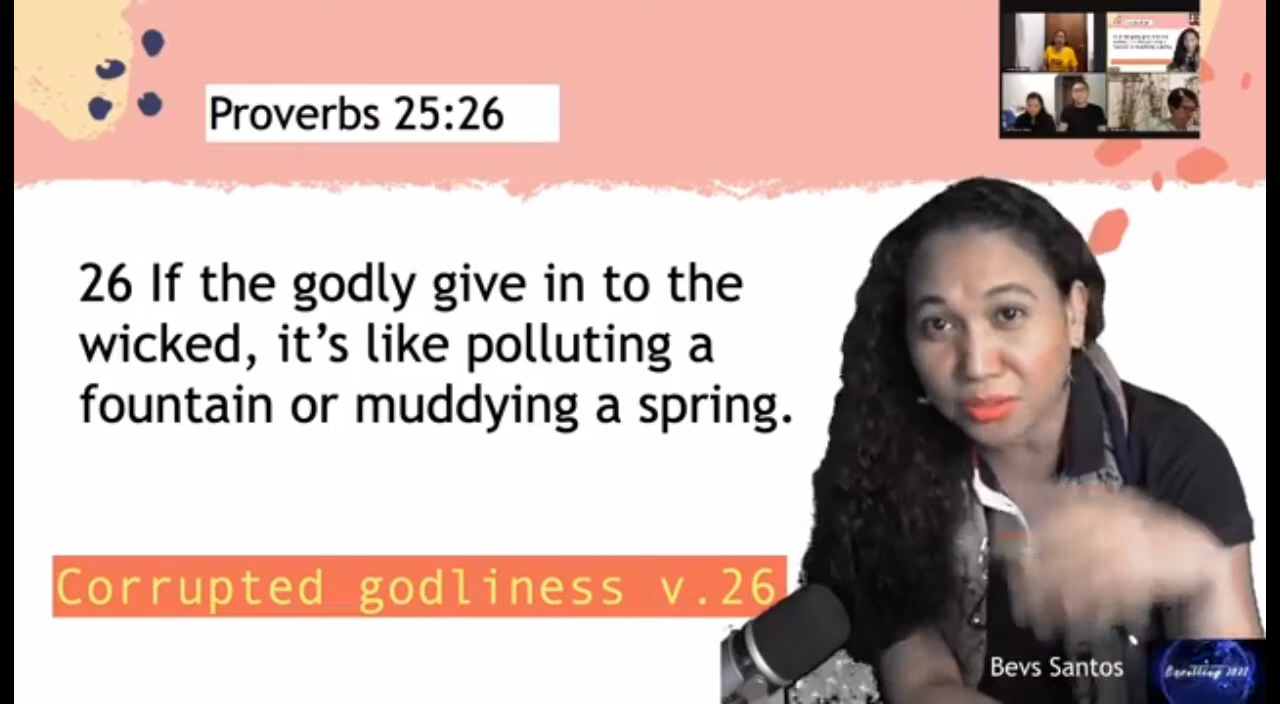 Proverbs 25:26
26 If the godly give in to the
wicked, it's like polluting a
fountain or muddying a spring.
Corrupted godliness v.26
Bevs Santos